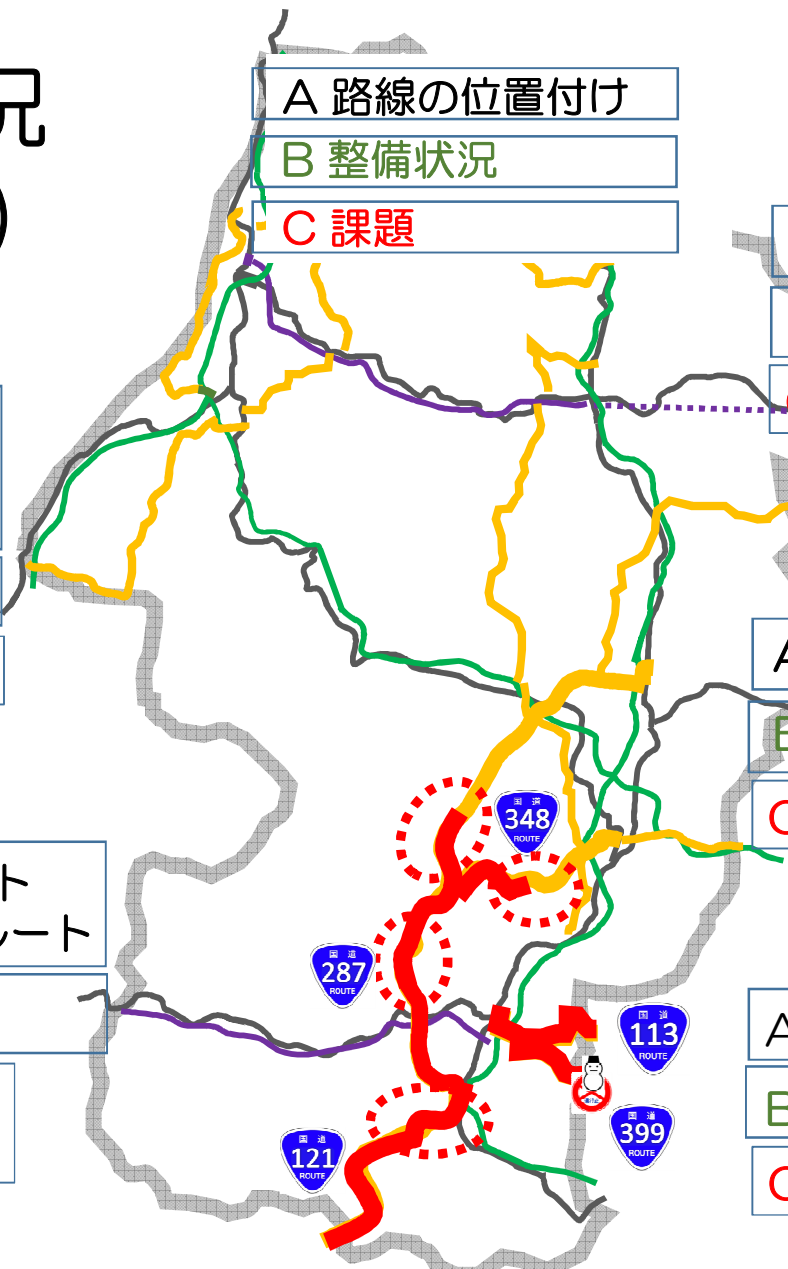 況
)
A 路線の位置付け
B 整備状況
C 課題
国道
348
ROUTE
ト
ルート
国道
287
ROUTE
国道
113
ROUTE
国道
399
ROUTE
国道
121
ROUTE
A
B
C
A
B
C